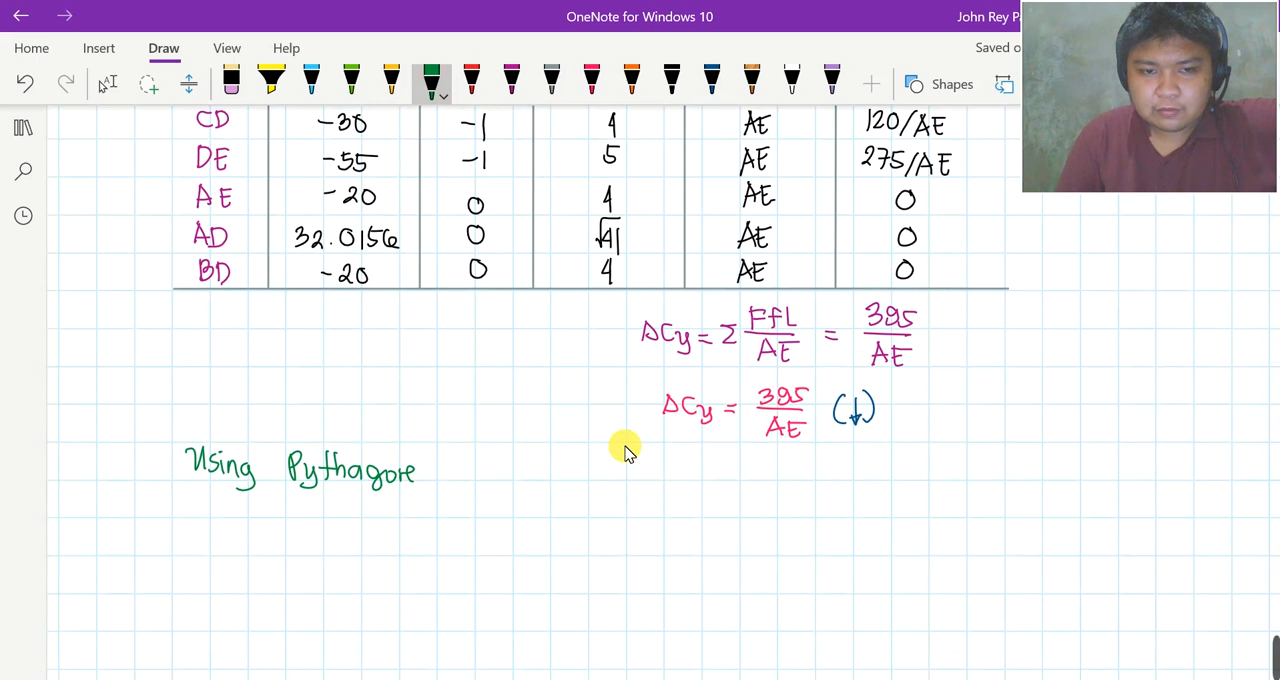 OneNote for Windows 10
John Rey P
Home Insert Draw View Help
Saved o
Shapes
CD -30 -1 4 AE 120/AE
DE -55 -1 5 AE 275/AE
AE -20 0 4 AE 0
AD 32.0156 0 √41 AE 0
BD -20 0 4 AE 0
ΔCy = Σ FfL/AE = 395/AE
ΔCy = 395/AE (↓)
Using Pythagore